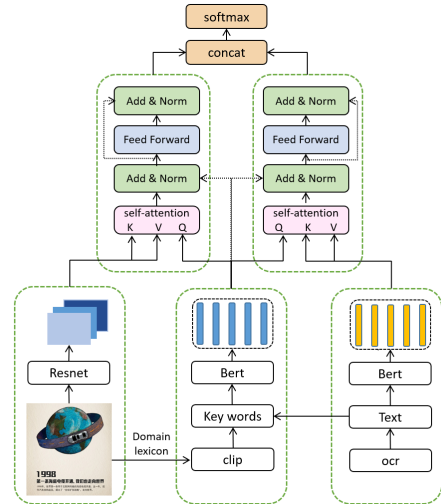 softmax
concat
Add & Norm
Add & Norm
Feed Forward
Feed Forward
Add & Norm
Add & Norm
self-attention
K V Q
self-attention
Q K V
Resnet
Bert
Bert
Key words
Text
Domain
lexicon
clip
ocr
1998